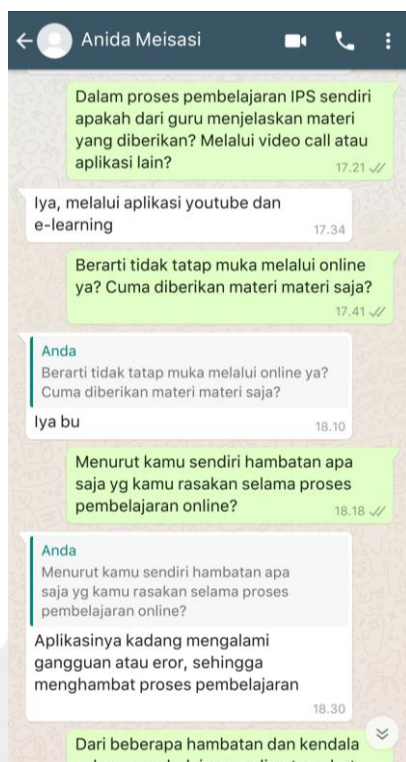 Anida Meisasi
Dalam proses pembelajaran IPS sendiri
apakah dari guru menjelaskan materi
yang diberikan? Melalui video call atau
aplikasi lain?
17.21
Iya, melalui aplikasi youtube dan
e-learning
17.34
Berarti tidak tatap muka melalui online
ya? Cuma diberikan materi materi saja?
17.41
Anda
Berarti tidak tatap muka melalui online ya?
Cuma diberikan materi materi saja?
Iya bu
18.10
Menurut kamu sendiri hambatan apa
saja yg kamu rasakan selama proses
pembelajaran online?
18.18
Anda
Menurut kamu sendiri hambatan apa
saja yg kamu rasakan selama proses
pembelajaran online?
Aplikasinya kadang mengalami
gangguan atau eror, sehingga
menghambat proses pembelajaran
18.30
Dari beberapa hambatan dan kendala